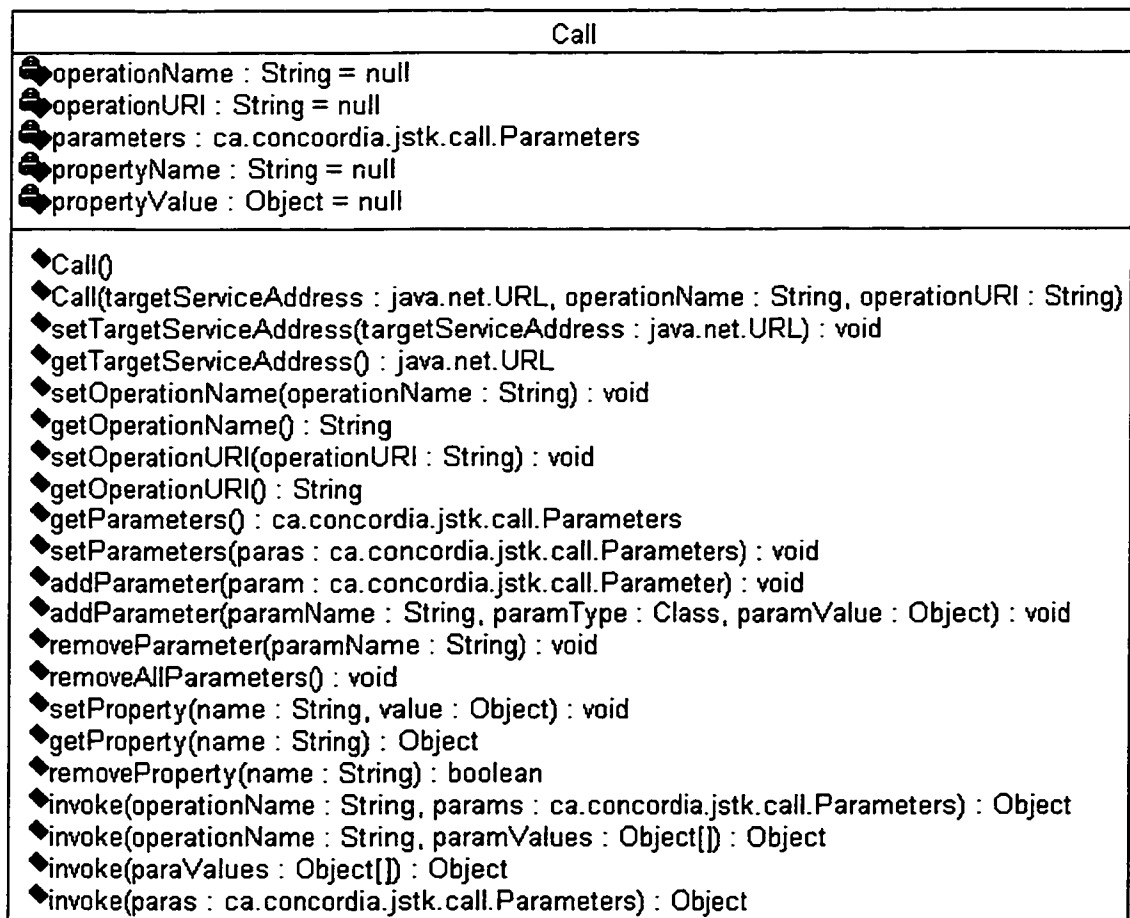 Call
operationName : String = null
operationURI : String = null
parameters : ca.concoordia.jstk.call.Parameters
propertyName : String = null
propertyValue : Object = null
Call()
Call(targetServiceAddress : java.net.URL, operationName : String, operationURI : String)
setTargetServiceAddress(targetServiceAddress : java.net.URL) : void
getTargetServiceAddress() : java.net.URL
setOperationName(operationName : String) : void
getOperationName() : String
setOperationURI(operationURI : String) : void
getOperationURI() : String
getParameters() : ca.concordia.jstk.call.Parameters
setParameters(paras : ca.concordia.jstk.call.Parameters) : void
addParameter(param : ca.concordia.jstk.call.Parameter) : void
addParameter(paramName : String, paramType : Class, paramValue : Object) : void
removeParameter(paramName : String) : void
removeAllParameters() : void
setProperty(name : String, value : Object) : void
getProperty(name : String) : Object
removeProperty(name : String) : boolean
invoke(operationName : String, params : ca.concordia.jstk.call.Parameters) : Object
invoke(operationName : String, paramValues : Object[]) : Object
invoke(paraValues : Object[]) : Object
invoke(paras : ca.concordia.jstk.call.Parameters) : Object